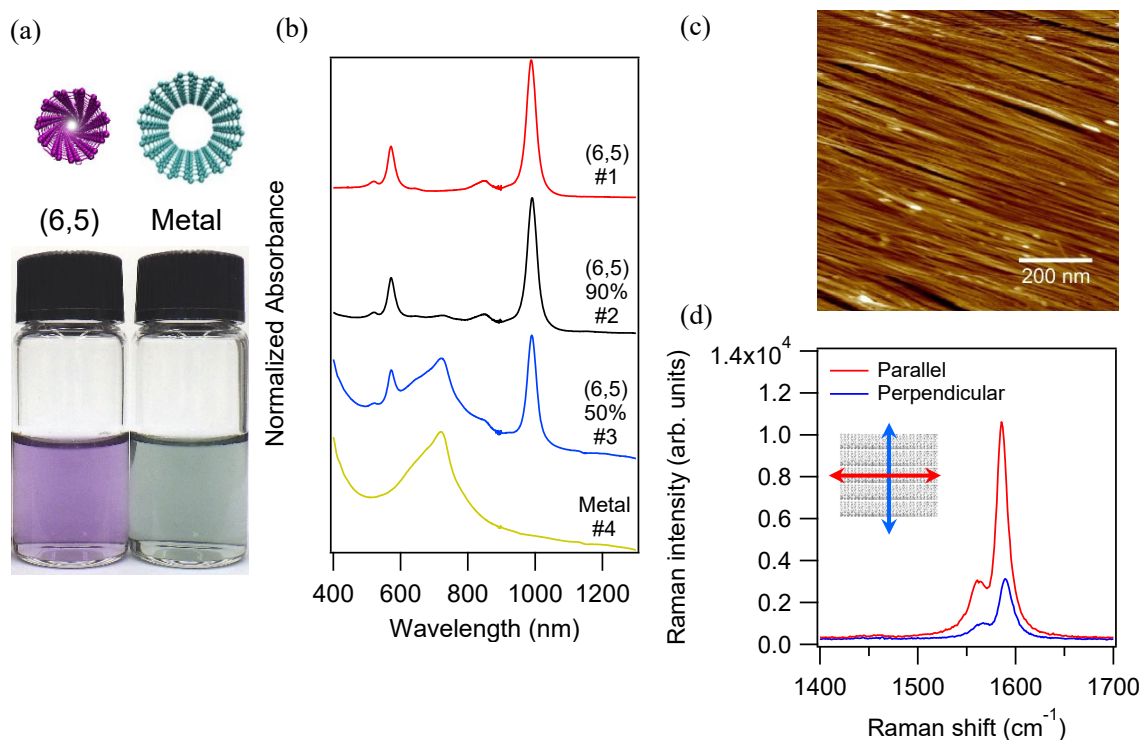 (a)
(6,5) Metal
(b)
Normalized Absorbance
(6,5)
#1
(6,5)
90%
#2
(6,5)
50%
#3
Metal
#4
400 600 800 1000 1200
Wavelength (nm)
(c)
200 nm
(d)
Raman intensity (arb. units)
1.4x10⁴
1.2
1.0
0.8
0.6
0.4
0.2
0.0
Parallel
Perpendicular
1400 1500 1600 1700
Raman shift (cm⁻¹)